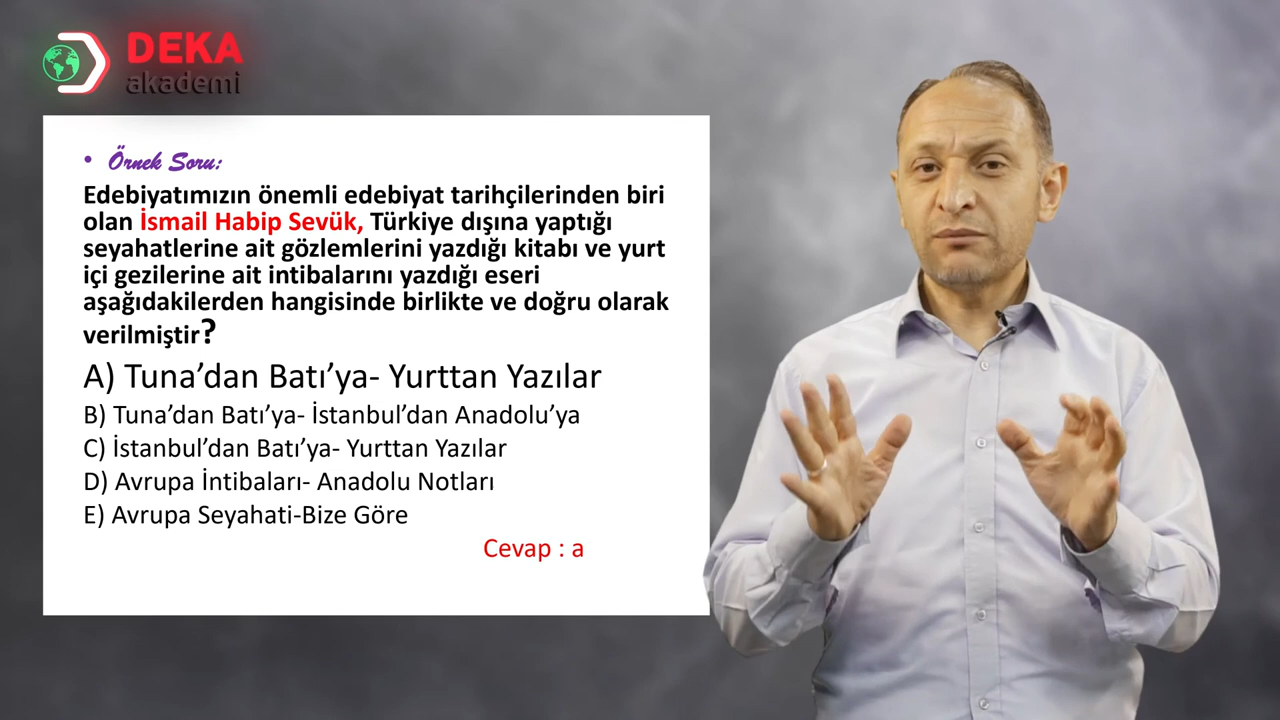 DEKA
akademi
• Örnek Soru:
Edebiyatımızın önemli edebiyat tarihçilerinden biri
olan İsmail Habip Sevük, Türkiye dışına yaptığı
seyahatlerine ait gözlemlerini yazdığı kitabı ve yurt
içi gezilerine ait intibalarını yazdığı eseri
aşağıdakilerden hangisinde birlikte ve doğru olarak
verilmiştir?
A) Tuna’dan Batı’ya- Yurttan Yazılar
B) Tuna’dan Batı’ya- İstanbul’dan Anadolu’ya
C) İstanbul’dan Batı’ya- Yurttan Yazılar
D) Avrupa İntibaları- Anadolu Notları
E) Avrupa Seyahati-Bize Göre
Cevap : a